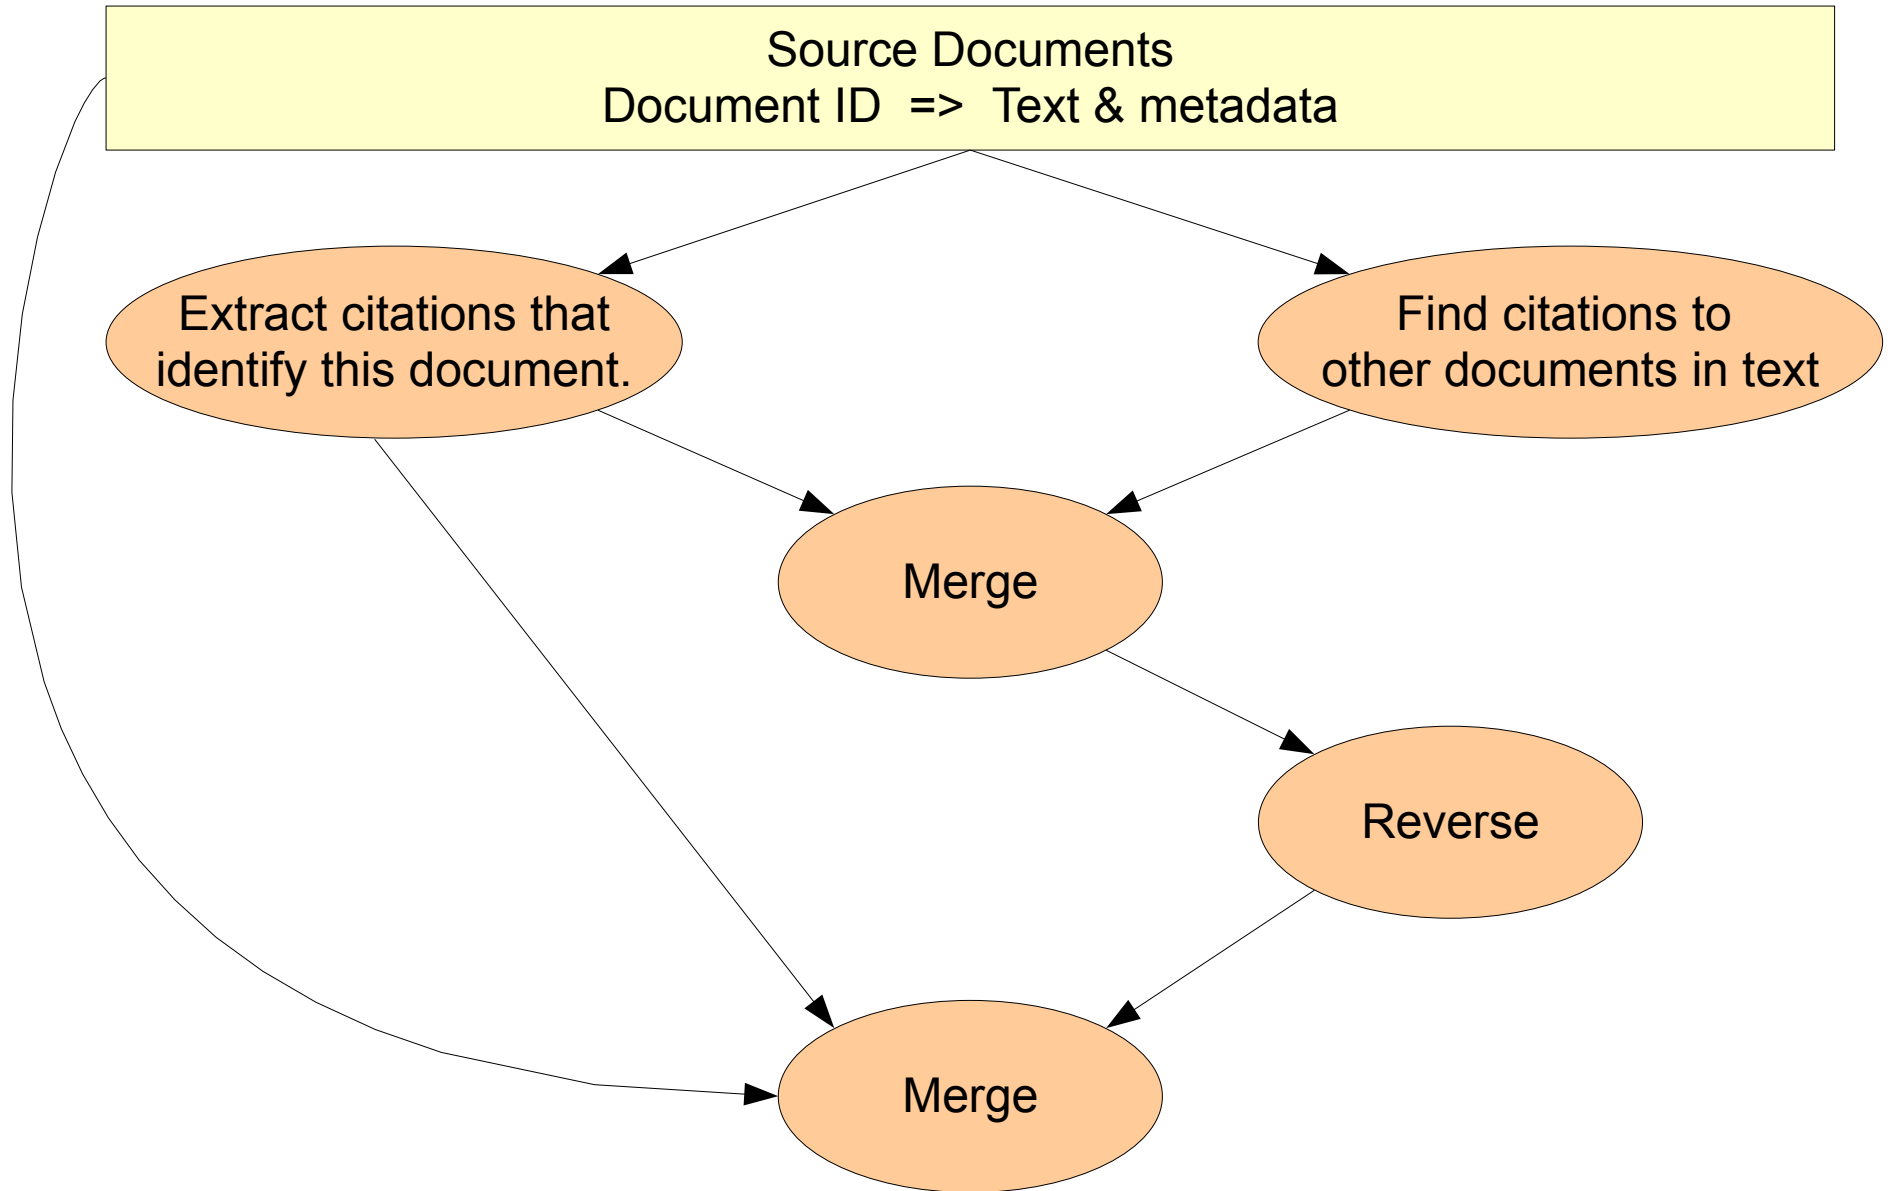 Source Documents
Document ID => Text & metadata
Extract citations that
identify this document.
Find citations to
other documents in text
Merge
Reverse
Merge